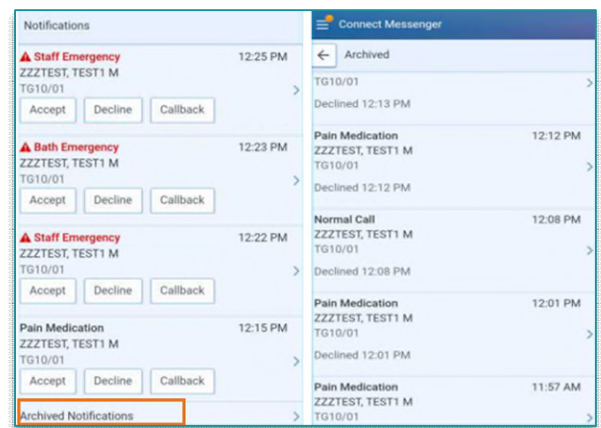 Notifications
Staff Emergency 12:25 PM
ZZZTEST, TEST1 M
TG10/01
Accept Decline Callback
Bath Emergency 12:23 PM
ZZZTEST, TEST1 M
TG10/01
Accept Decline Callback
Staff Emergency 12:22 PM
ZZZTEST, TEST1 M
TG10/01
Accept Decline Callback
Pain Medication 12:15 PM
ZZZTEST, TEST1 M
TG10/01
Accept Decline Callback
Archived Notifications
Connect Messenger
Archived
TG10/01
Declined 12:13 PM
Pain Medication 12:12 PM
ZZZTEST, TEST1 M
TG10/01
Declined 12:12 PM
Normal Call 12:08 PM
ZZZTEST, TEST1 M
TG10/01
Declined 12:08 PM
Pain Medication 12:01 PM
ZZZTEST, TEST1 M
TG10/01
Declined 12:01 PM
Pain Medication 11:57 AM
ZZZTEST, TEST1 M
TG10/01